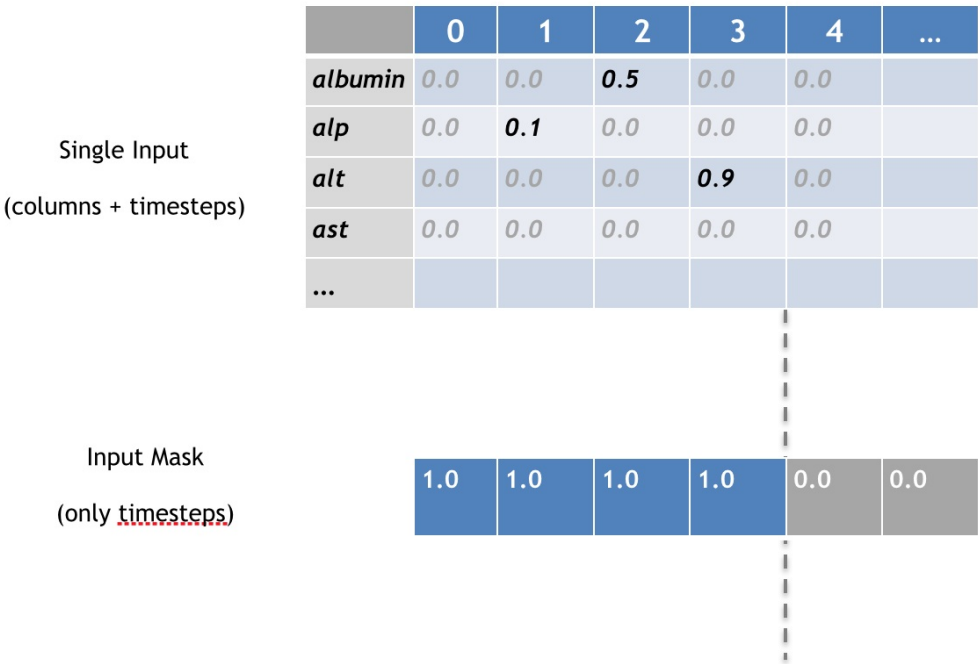 0 1 2 3 4 ...
albumin 0.0 0.0 0.5 0.0 0.0
alp 0.0 0.1 0.0 0.0 0.0
Single Input
alt 0.0 0.0 0.0 0.9 0.0
(columns + timesteps)
ast 0.0 0.0 0.0 0.0 0.0
...
Input Mask
1.0 1.0 1.0 1.0 0.0 0.0
(only timesteps)